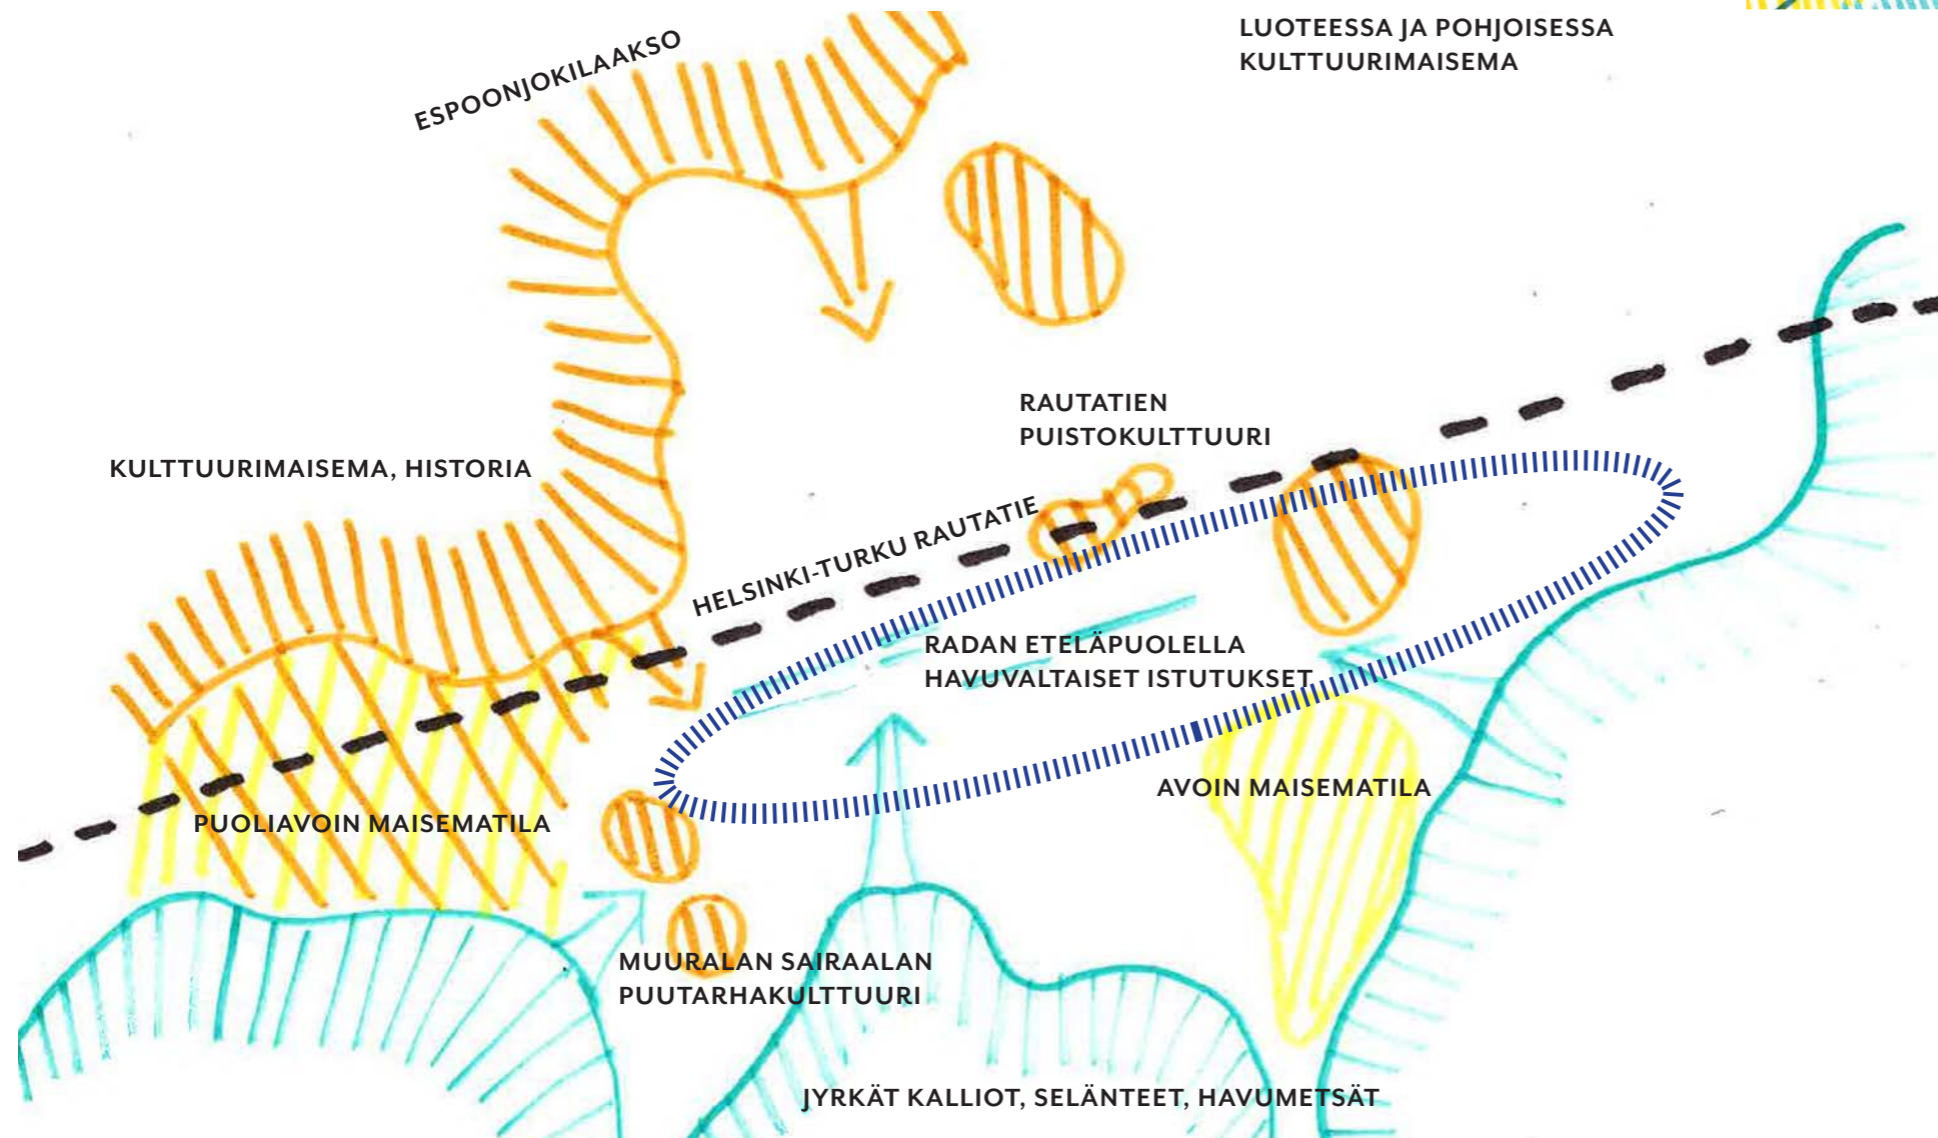 LUOTEESSA JA POHJOISESSA
KULTTUURIMAISEMA
ESPOONJOKILAAKSO
RAUTATIEN
PUISTOKULTTUURI
KULTTUURIMAISEMA, HISTORIA
HELSINKI-TURKU RAUTATIE
RADAN ETELÄPUOLELLA
HAVUVALTAISET ISTUTUKSET
AVOIN MAISEMATILA
PUOLIAVOIN MAISEMATILA
MUURALAN SAIRAALAN
PUUTARHAKULTTUURI
JYRKÄT KALLIOT, SELÄNTEET, HAVUMETSÄT